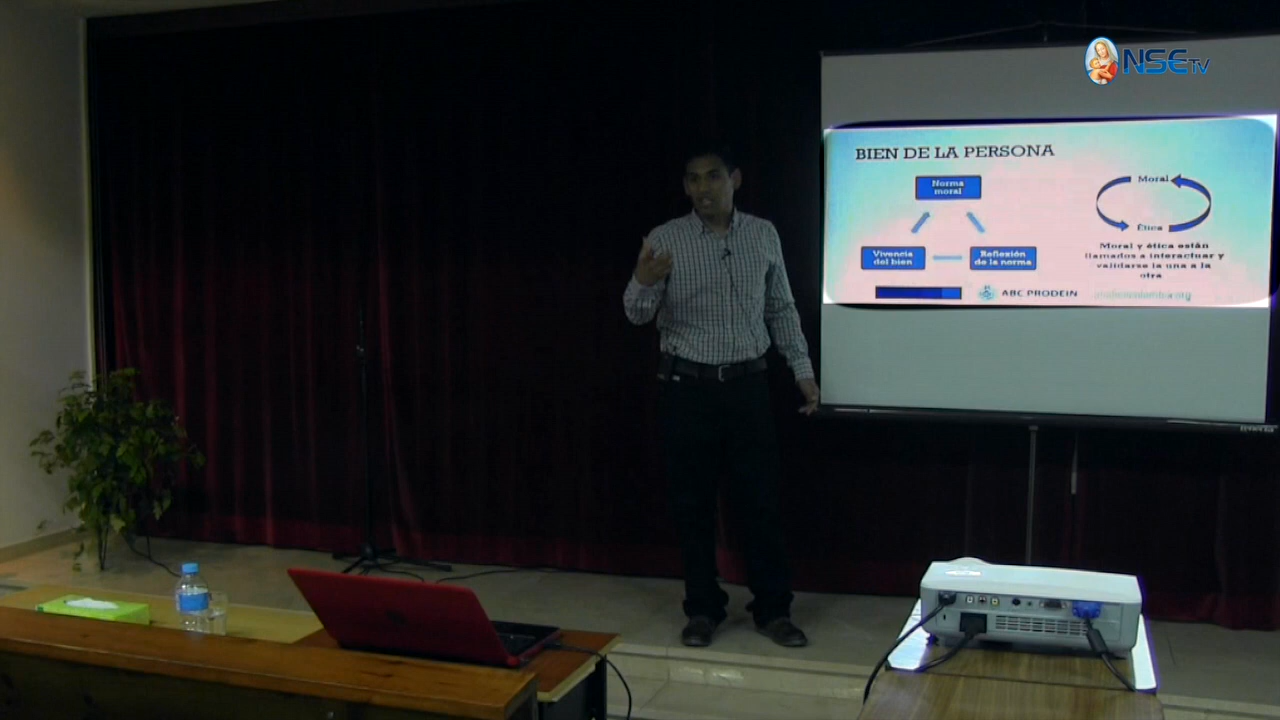 NSETV
BIEN DE LA PERSONA
Norma
moral
Vivencia
del bien
Reflexión
de la norma
Moral
Ética
Moral y ética están
llamados a interactuar y
validarse la una a la
otra
ABC PRODEIN